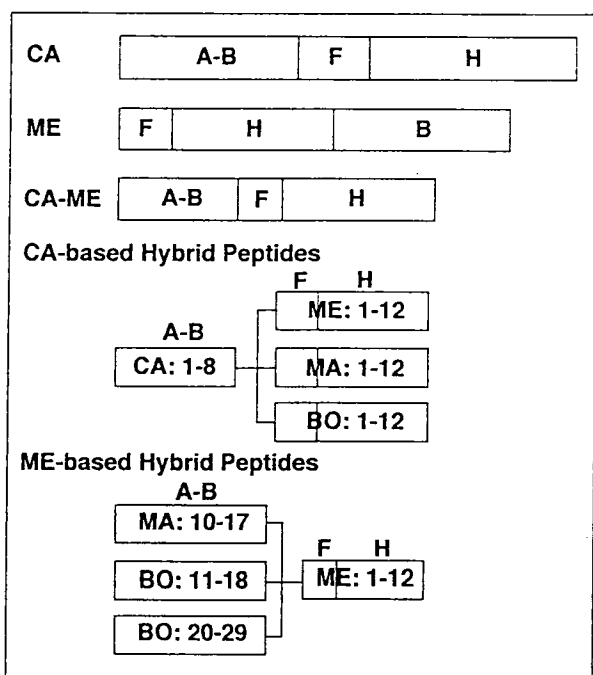 CA A-B F H
ME F H B
CA-ME A-B F H
CA-based Hybrid Peptides
F H
ME: 1-12
A-B
CA: 1-8 MA: 1-12
BO: 1-12
ME-based Hybrid Peptides
A-B
MA: 10-17
F H
BO: 11-18 ME: 1-12
BO: 20-29